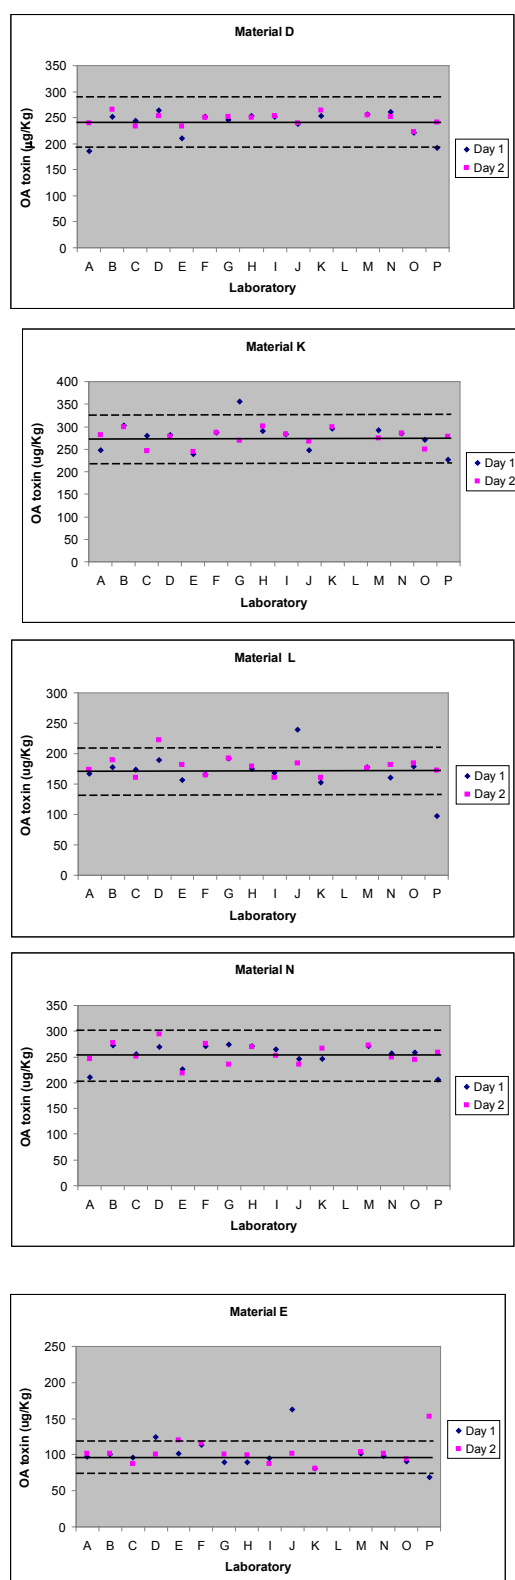 Material D
350
300
250
200
150
100
50
0
OA toxin (µg/Kg)
A B C D E F G H I J K L M N O P
Laboratory
Day 1
Day 2
Material K
400
350
300
250
200
150
100
50
0
OA toxin (ug/Kg)
A B C D E F G H I J K L M N O P
Laboratory
Day 1
Day 2
Material L
300
250
200
150
100
50
0
OA toxin (ug/Kg)
A B C D E F G H I J K L M N O P
Laboratory
Day 1
Day 2
Material N
350
300
250
200
150
100
50
0
OA toxin (ug/Kg)
A B C D E F G H I J K L M N O P
Laboratory
Day 1
Day 2
Material E
250
200
150
100
50
0
OA toxin (ug/Kg)
A B C D E F G H I J K L M N O P
Laboratory
Day 1
Day 2